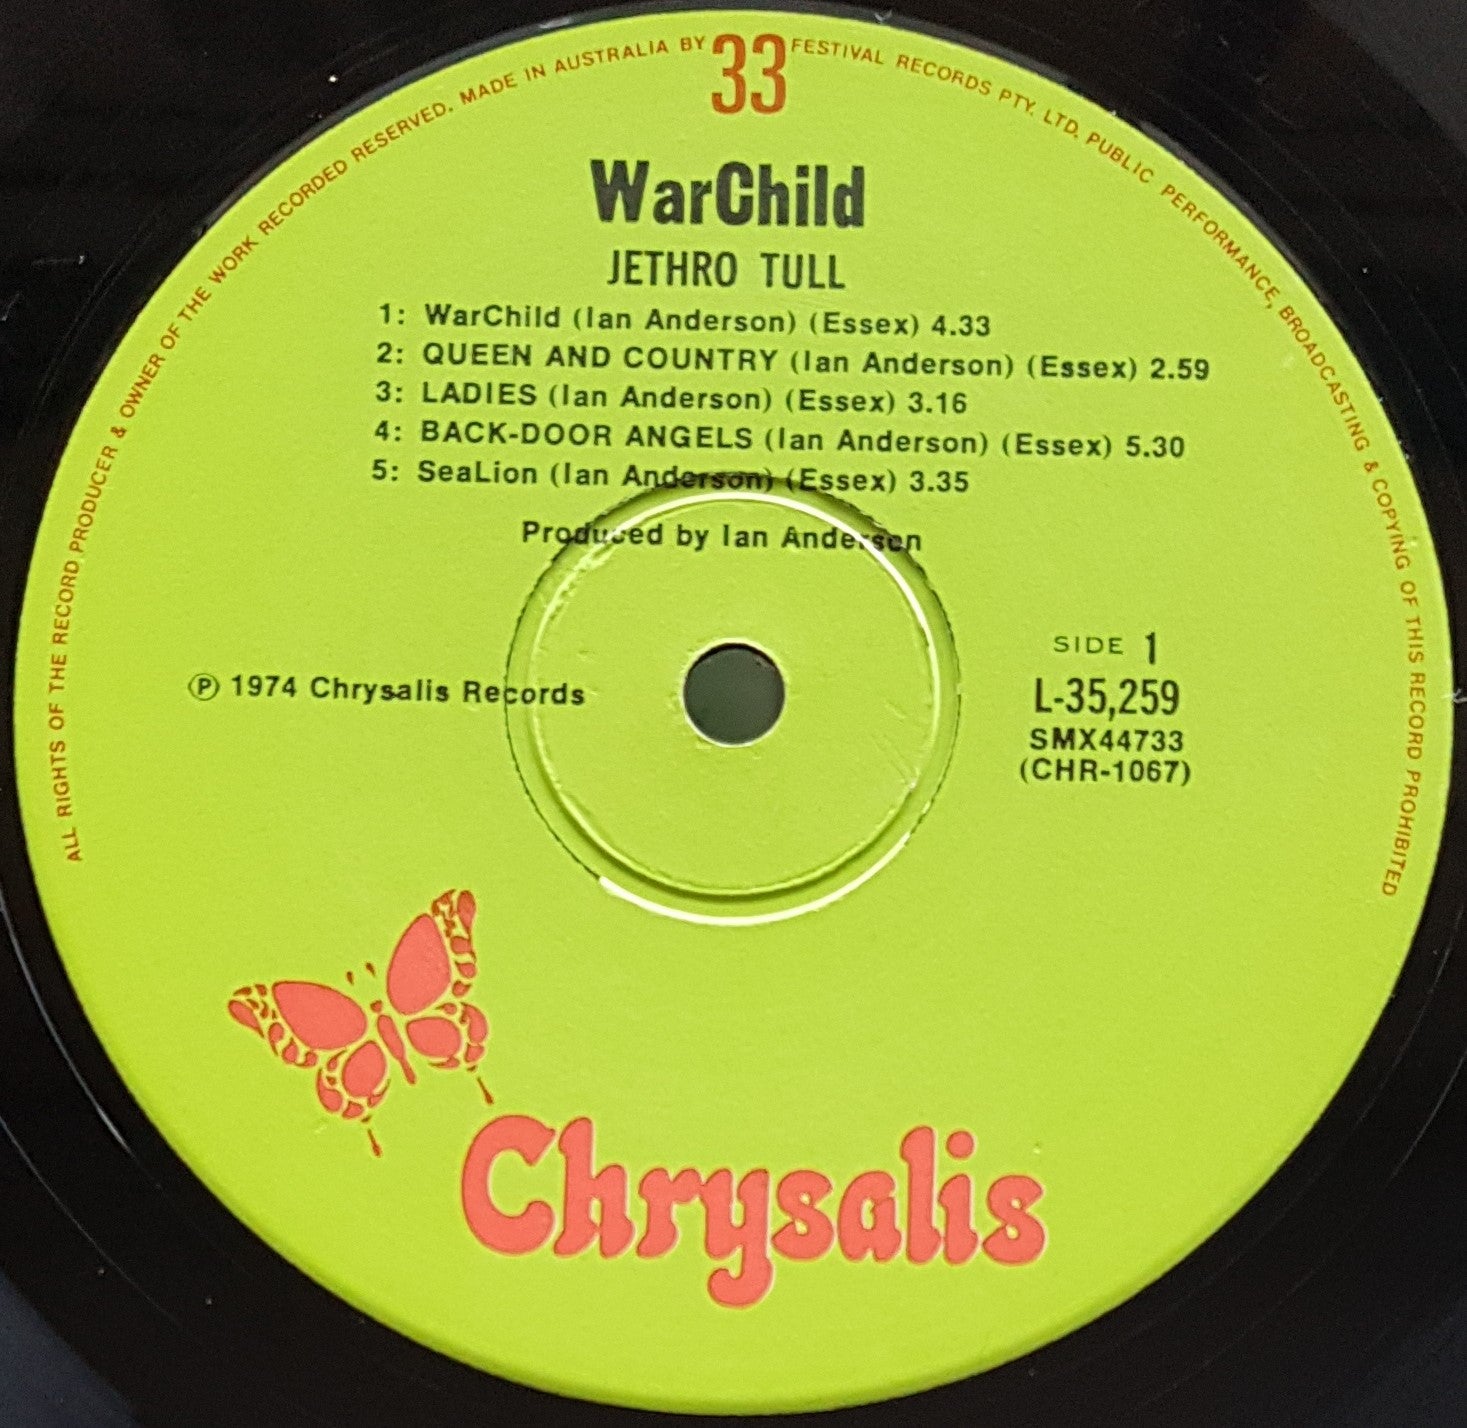 ALL RIGHTS OF THE RECORD PRODUCER & OWNER OF THE WORK RECORDED RESERVED. MADE IN AUSTRALIA BY FESTIVAL RECORDS PTY. LTD. PUBLIC PERFORMANCE, BROADCASTING & COPYING OF THIS RECORD PROHIBITED
33
WarChild
JETHRO TULL
1: WarChild (Ian Anderson) (Essex) 4.33
2: QUEEN AND COUNTRY (Ian Anderson) (Essex) 2.59
3: LADIES (Ian Anderson) (Essex) 3.16
4: BACK-DOOR ANGELS (Ian Anderson) (Essex) 5.30
5: SeaLion (Ian Anderson) (Essex) 3.35
Produced by Ian Anderson
SIDE 1
℗ 1974 Chrysalis Records
L-35,259
SMX44733
(CHR-1067)
Chrysalis